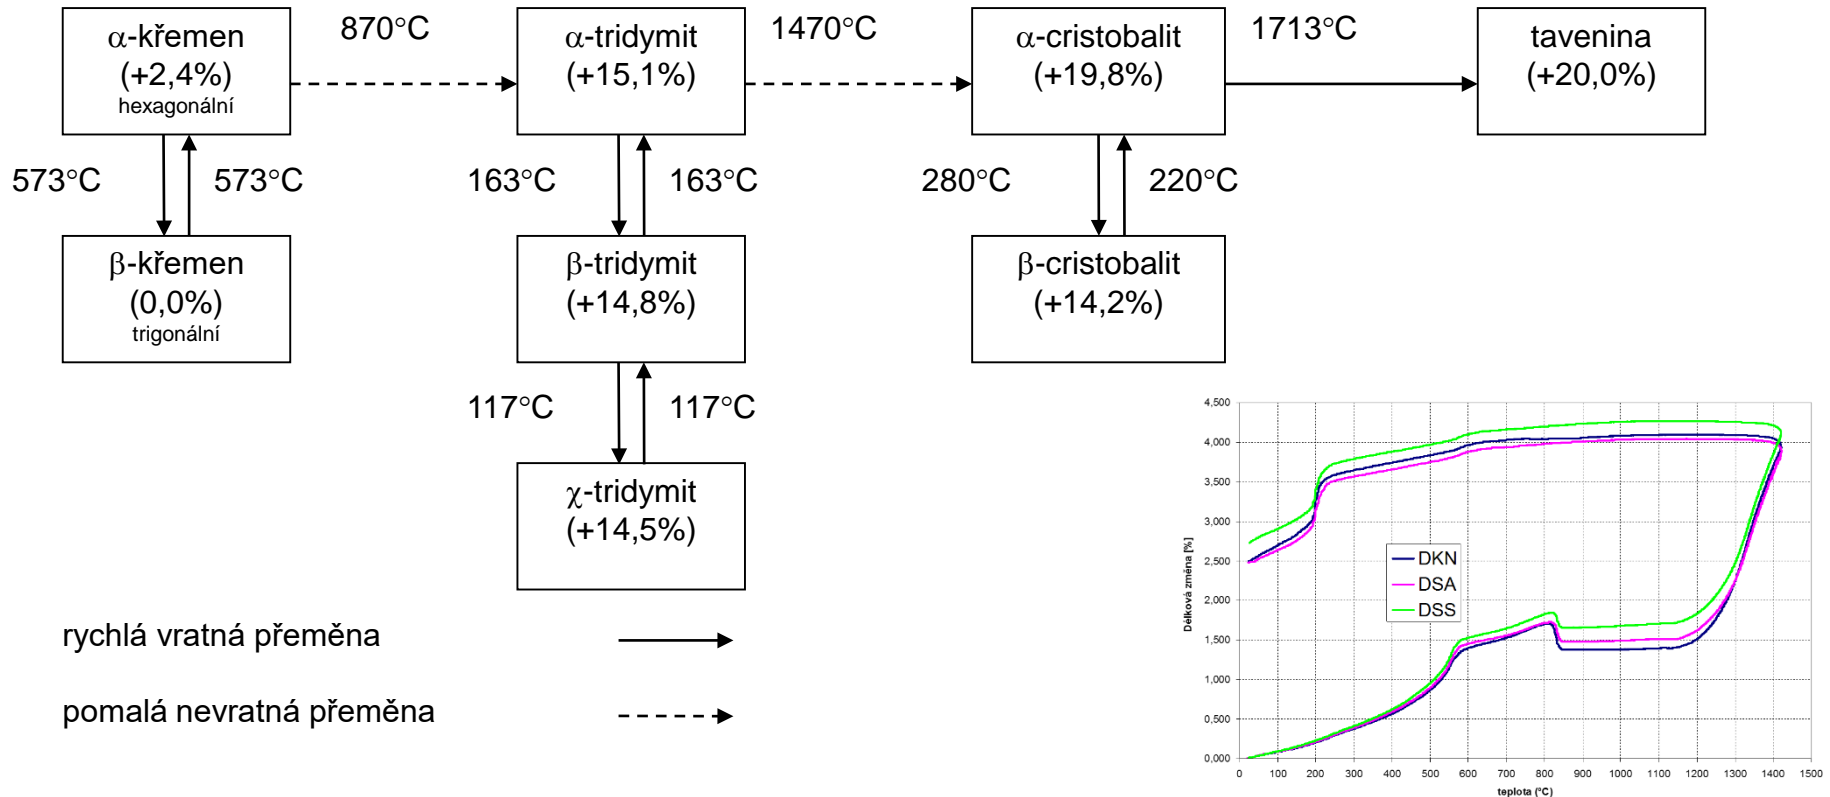 α-křemen
(+2,4%)
hexagonální
870°C
α-tridymit
(+15,1%)
1470°C
α-cristobalit
(+19,8%)
1713°C
tavenina
(+20,0%)
573°C
573°C
163°C
163°C
280°C
220°C
β-křemen
(0,0%)
trigonální
β-tridymit
(+14,8%)
β-cristobalit
(+14,2%)
117°C
117°C
χ-tridymit
(+14,5%)
rychlá vratná přeměna
pomalá nevratná přeměna
Délková změna [%]
4,500
4,000
3,500
3,000
2,500
2,000
1,500
1,000
0,500
0,000
DKN
DSA
DSS
0 100 200 300 400 500 600 700 800 900 1000 1100 1200 1300 1400 1500
teplota (°C)